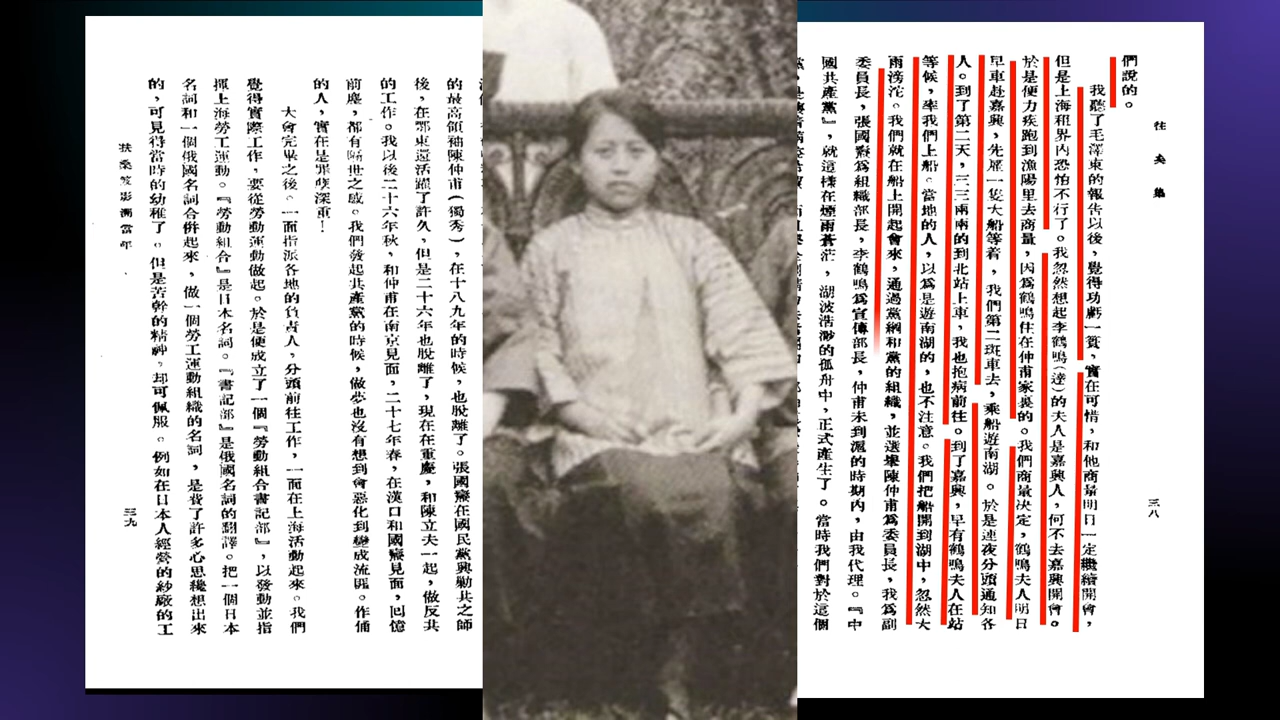 往矣集
三八
們說的。
我聽了毛澤東的報告以後，覺得功虧一簣，實在可惜，和他商量明日一定繼續開會，
但是上海租界內恐怕不行了。我忽然想起李鶴鳴（達）的夫人是嘉興人，何不去嘉興開會。
於是便力疾跑到漁陽里去商量，因為鶴鳴住在仲甫家裏的。我們商量決定，鶴鳴夫人明日
早車赴嘉興，先雇一隻大船等着，我們第二班車去，乘船遊南湖。於是連夜分頭通知各
人。到了第二天，三三兩兩的到北站上車，我也抱病前往。到了嘉興，早有鶴鳴夫人在站
等候，率我們上船。當地的人，以為是遊南湖的，也不注意。我們把船開到湖中，忽然大
雨滂沱。我們就在船上開起會來，通過黨綱和黨的組織，並選舉陳仲甫為委員長，我為副
委員長，張國燾為組織部長，李鶴鳴為宣傳部長，仲甫未到滬的時期內，由我代理。『中
國共產黨』，就這樣在煙雨蒼茫，湖波浩渺的孤舟中，正式產生了。當時我們對於這個
的最高領袖陳仲甫（獨秀），在十八九年的時候，也脫離了。張國燾在國民黨興勦共之師
後，在鄂東還活躍了許久，但是二十六年也脫離了，現在在重慶，和陳立夫一起，做反共
的工作。我以後二十六年秋，和仲甫在南京見面，二十七年春，在漢口和國燾見面，回憶
前塵，都有隔世之感。我們發起共產黨的時候，做夢也沒有想到會惡化到變成流匪。作俑
的人，實在是罪孽深重！
大會完畢之後，一面指派各地的負責人，分頭前往工作，一面在上海活動起來。我們
覺得實際工作，要從勞動運動做起。於是便成立了一個『勞動組合書記部』，以發動並指
揮上海勞工運動。『勞動組合』是日本名詞。『書記部』是俄國名詞的翻譯。把一個日本
名詞和一個俄國名詞合併起來，做一個勞工運動組織的名詞，是費了許多心思纔想出來
的，可見得當時的幼稚了。但是苦幹的精神，却可佩服。例如在日本人經營的紗廠的工
扶桑笈影溯當年
三九